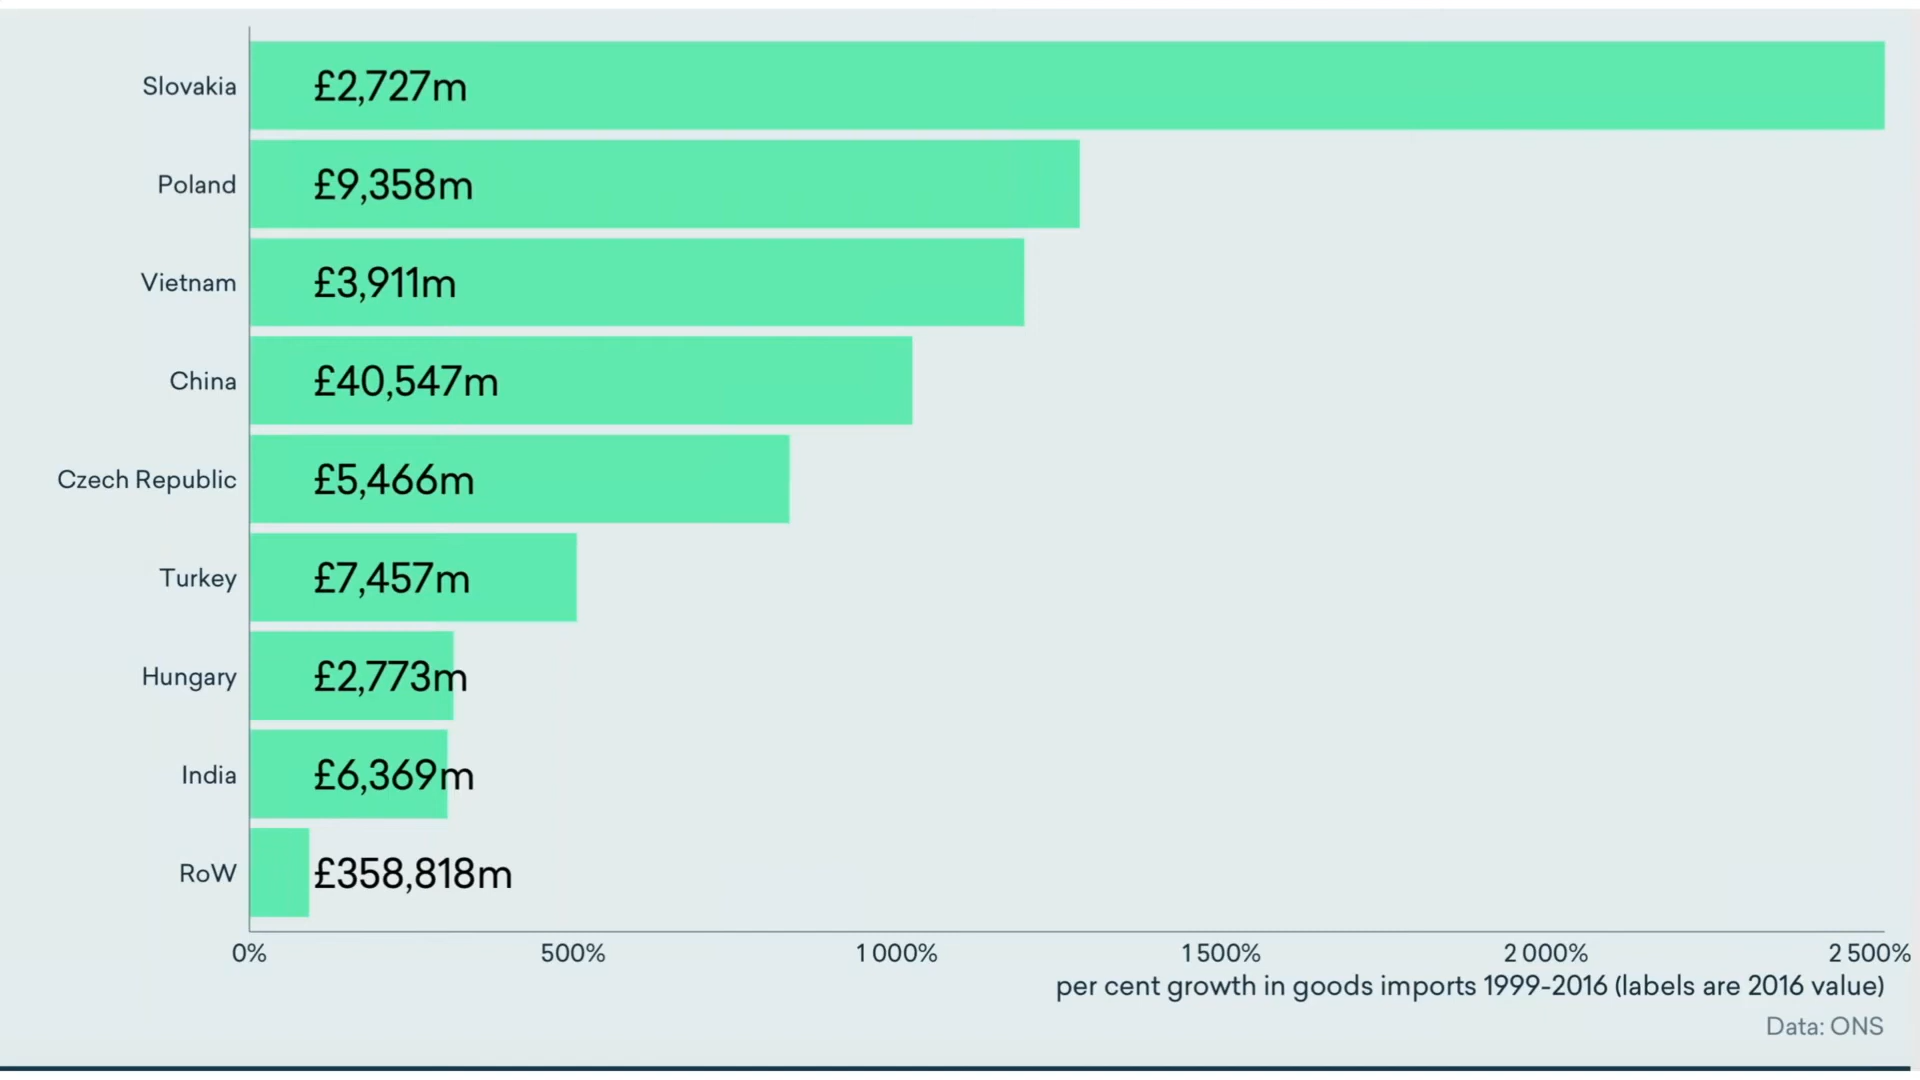 Slovakia £2,727m
Poland £9,358m
Vietnam £3,911m
China £40,547m
Czech Republic £5,466m
Turkey £7,457m
Hungary £2,773m
India £6,369m
RoW £358,818m
0% 500% 1 000% 1 500% 2 000% 2 500%
per cent growth in goods imports 1999-2016 (labels are 2016 value)
Data: ONS